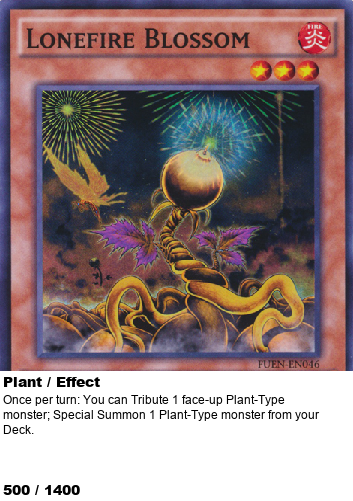 Lonefire Blossom
FIRE
炎
FUEN-EN046
Plant / Effect
Once per turn: You can Tribute 1 face-up Plant-Type
monster; Special Summon 1 Plant-Type monster from your
Deck.
500 / 1400